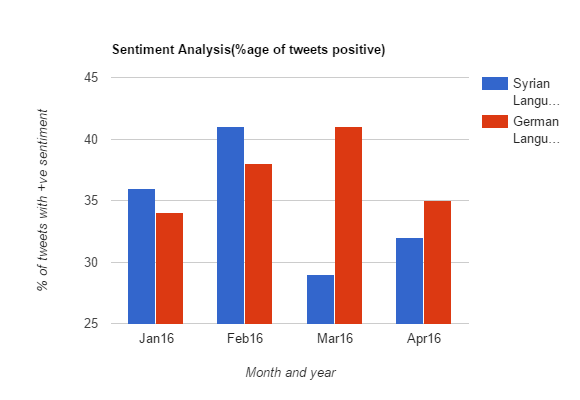 Sentiment Analysis(%age of tweets positive)
45
40
35
30
25
% of tweets with +ve sentiment
Jan16
Feb16
Mar16
Apr16
Month and year
Syrian
Langu...
German
Langu...